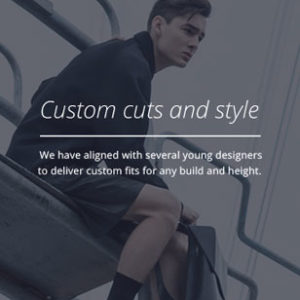 Custom cuts and style
We have aligned with several young designers
to deliver custom fits for any build and height.